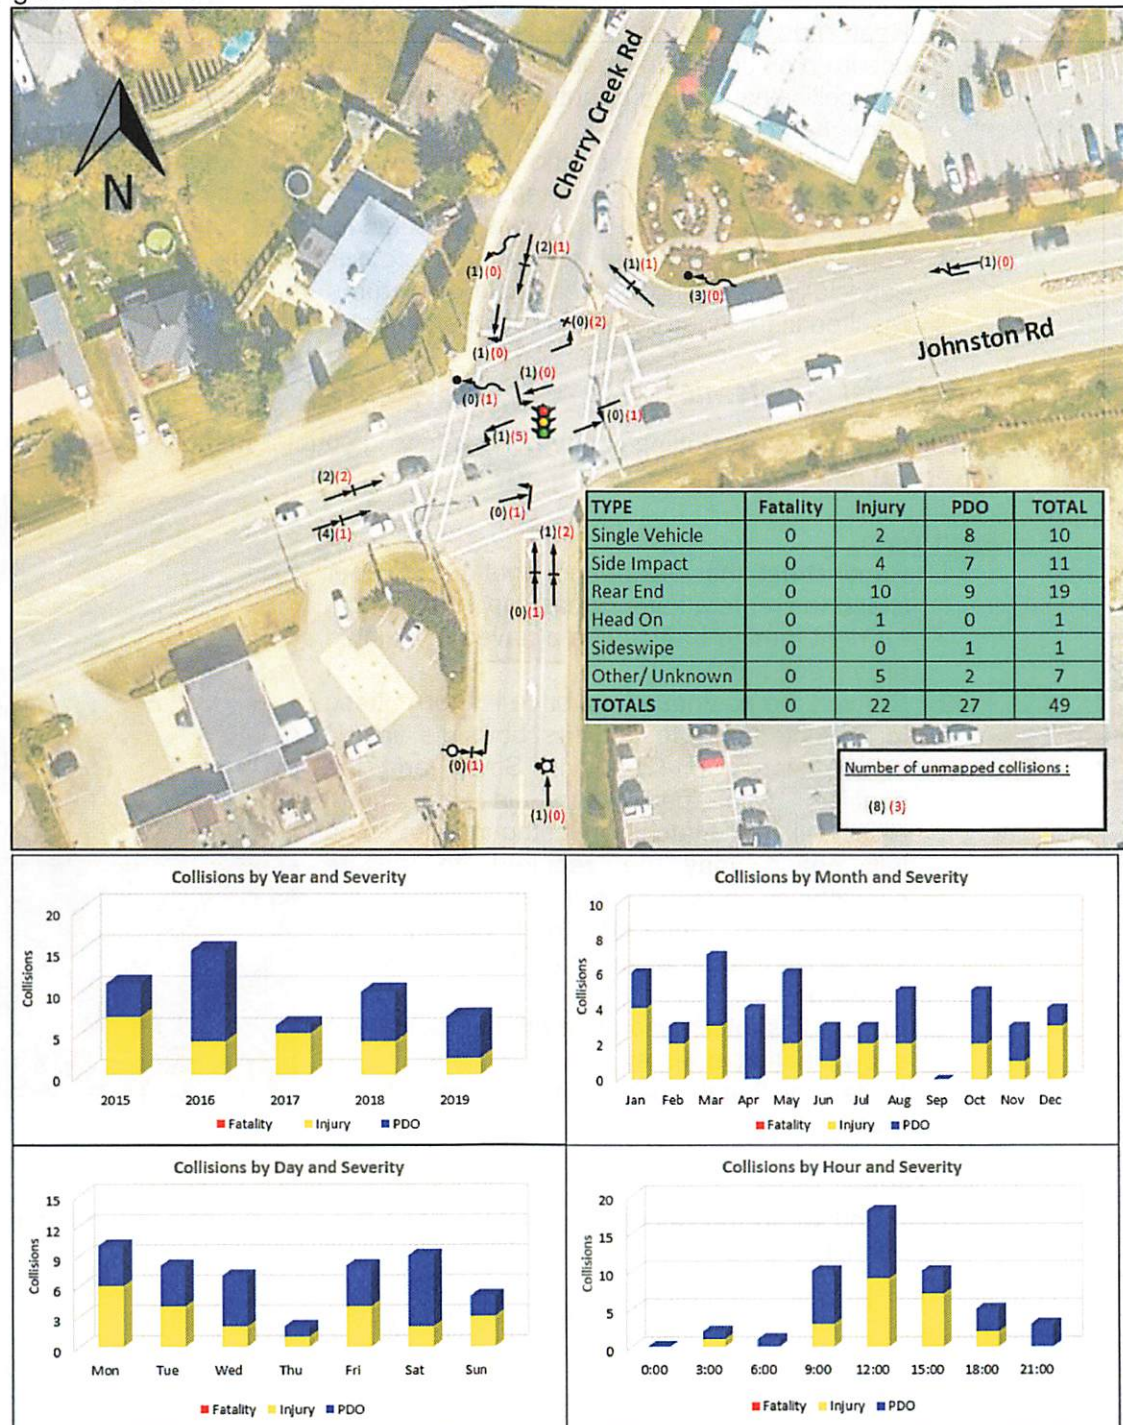 g
Cherry Creek Rd
N
(2)(1)
(1)(0)
(1)(1)
(1)(0)
(3)(0)
(0)(2)
(1)(0)
Johnston Rd
(1)(0)
(0)(1)
(0)(1)
(1)(5)
(2)(2)
(0)(1)
(4)(1)
(1)(2)
(0)(1)
(0)(1)
(1)(0)
TYPE Fatality Injury PDO TOTAL
Single Vehicle 0 2 8 10
Side Impact 0 4 7 11
Rear End 0 10 9 19
Head On 0 1 0 1
Sideswipe 0 0 1 1
Other/ Unknown 0 5 2 7
TOTALS 0 22 27 49
Number of unmapped collisions :
(8) (3)
Collisions by Year and Severity
Collisions
20
15
10
5
0
2015 2016 2017 2018 2019
Fatality Injury PDO
Collisions by Month and Severity
Collisions
10
8
6
4
2
0
Jan Feb Mar Apr May Jun Jul Aug Sep Oct Nov Dec
Fatality Injury PDO
Collisions by Day and Severity
Collisions
15
12
9
6
3
0
Mon Tue Wed Thu Fri Sat Sun
Fatality Injury PDO
Collisions by Hour and Severity
Collisions
20
15
10
5
0
0:00 3:00 6:00 9:00 12:00 15:00 18:00 21:00
Fatality Injury PDO